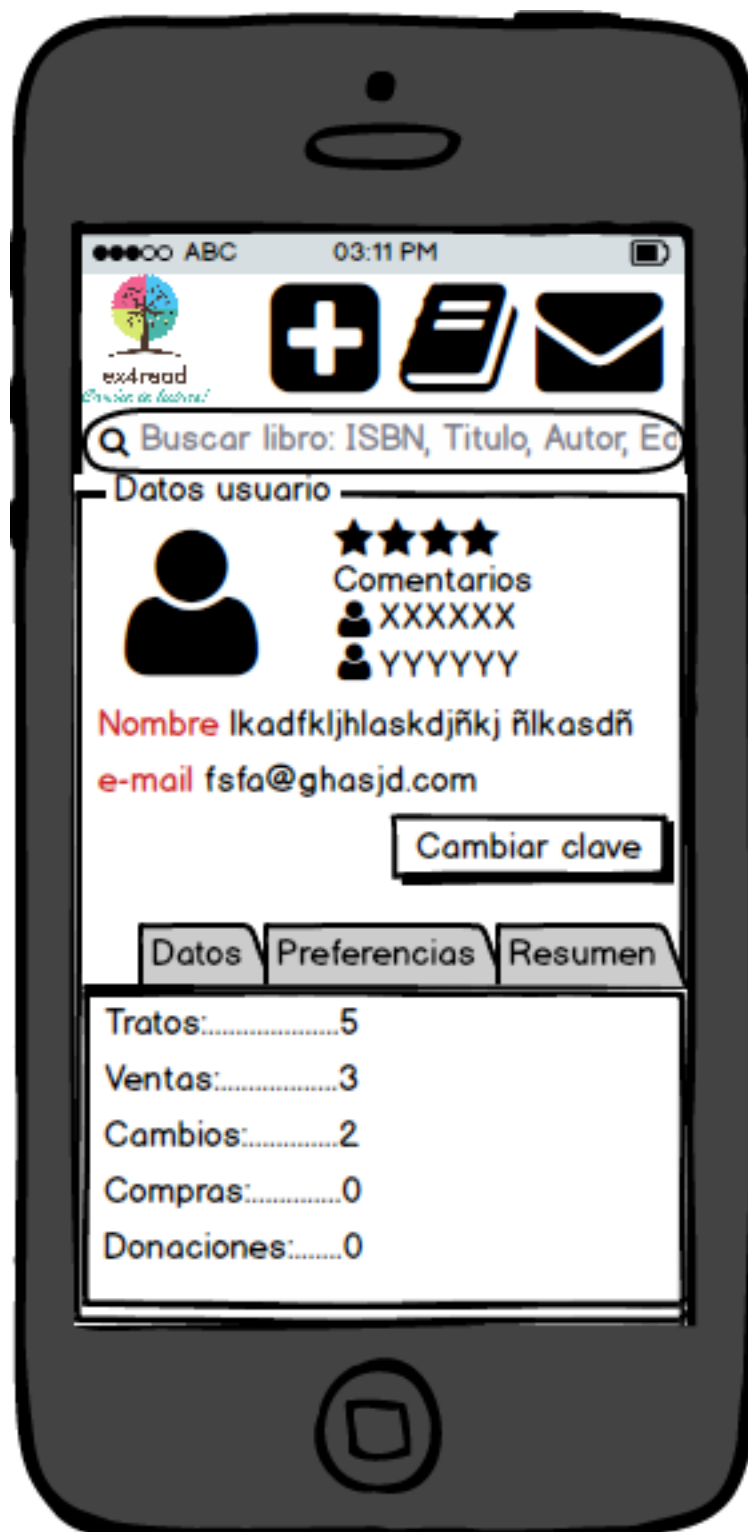 ABC 03:11 PM
ex4read
Buscar libro: ISBN, Titulo, Autor, Ed
Datos usuario
Comentarios
XXXXXX
YYYYYY
Nombre lkadfkljhlaskdjñkj ñlkasdñ
e-mail fsfa@ghasjd.com
Cambiar clave
Datos Preferencias Resumen
Tratos:.....................5
Ventas:..................3
Cambios:..............2
Compras:..............0
Donaciones:........0